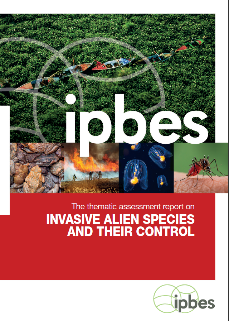 ipbes
The thematic assessment report on
INVASIVE ALIEN SPECIES
AND THEIR CONTROL
ipbes